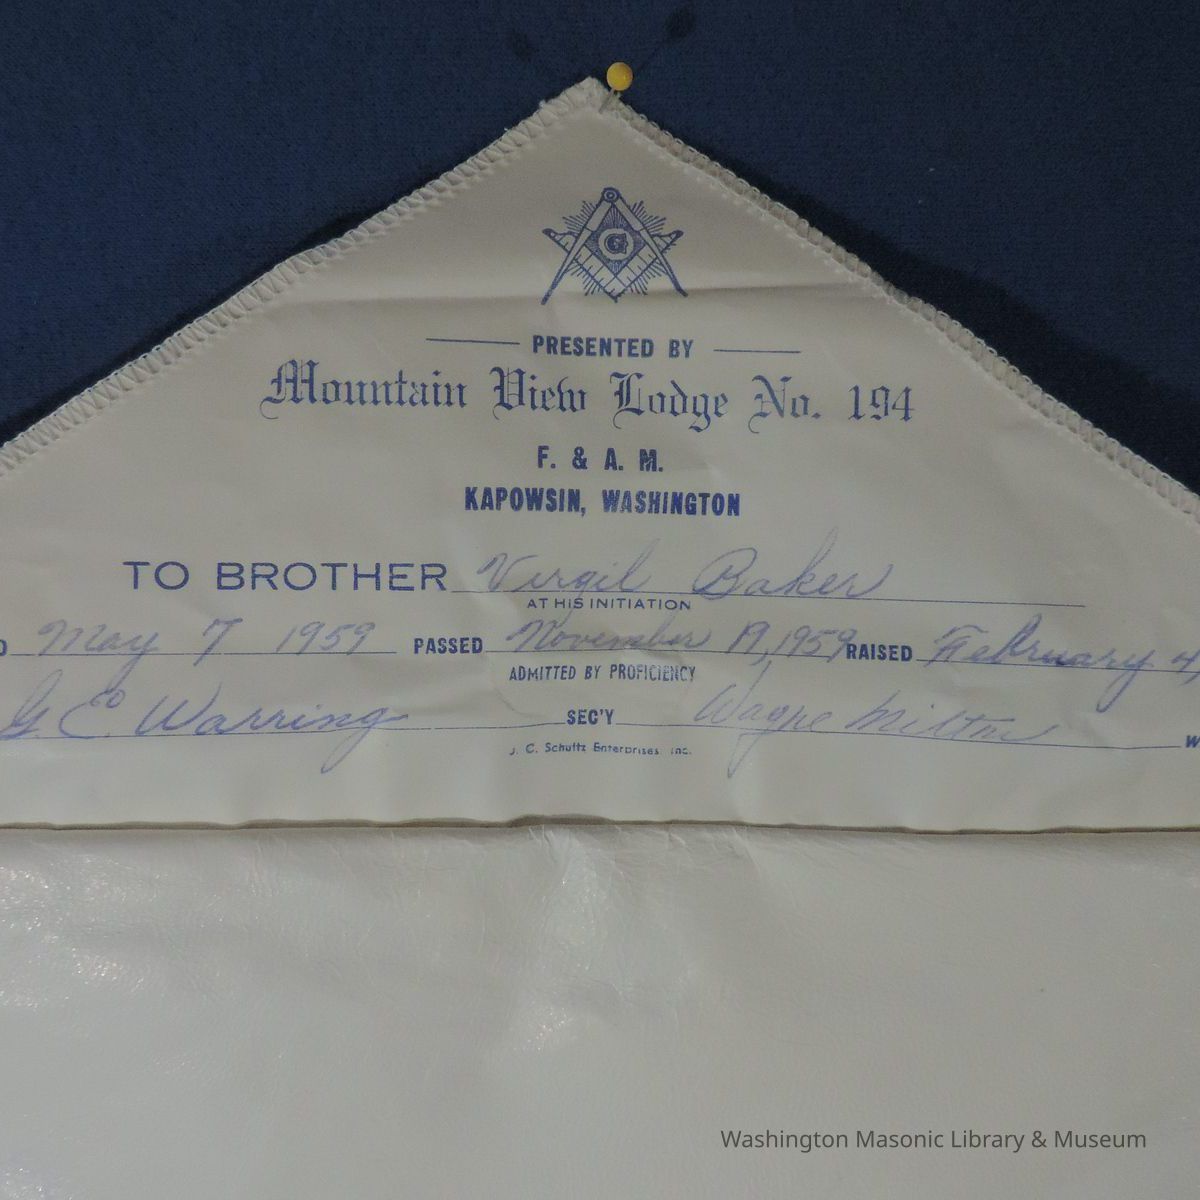 G
PRESENTED BY
Mountain View Lodge No. 194
F. & A. M.
KAPOWSIN, WASHINGTON
TO BROTHER Virgil Baker
AT HIS INITIATION
D May 7 1959 PASSED November 19, 1959 RAISED February 4,
ADMITTED BY PROFICIENCY
G E Warring SEC'Y Wayne Milton W
J. C. Schultz Enterprises, Inc.
Washington Masonic Library & Museum